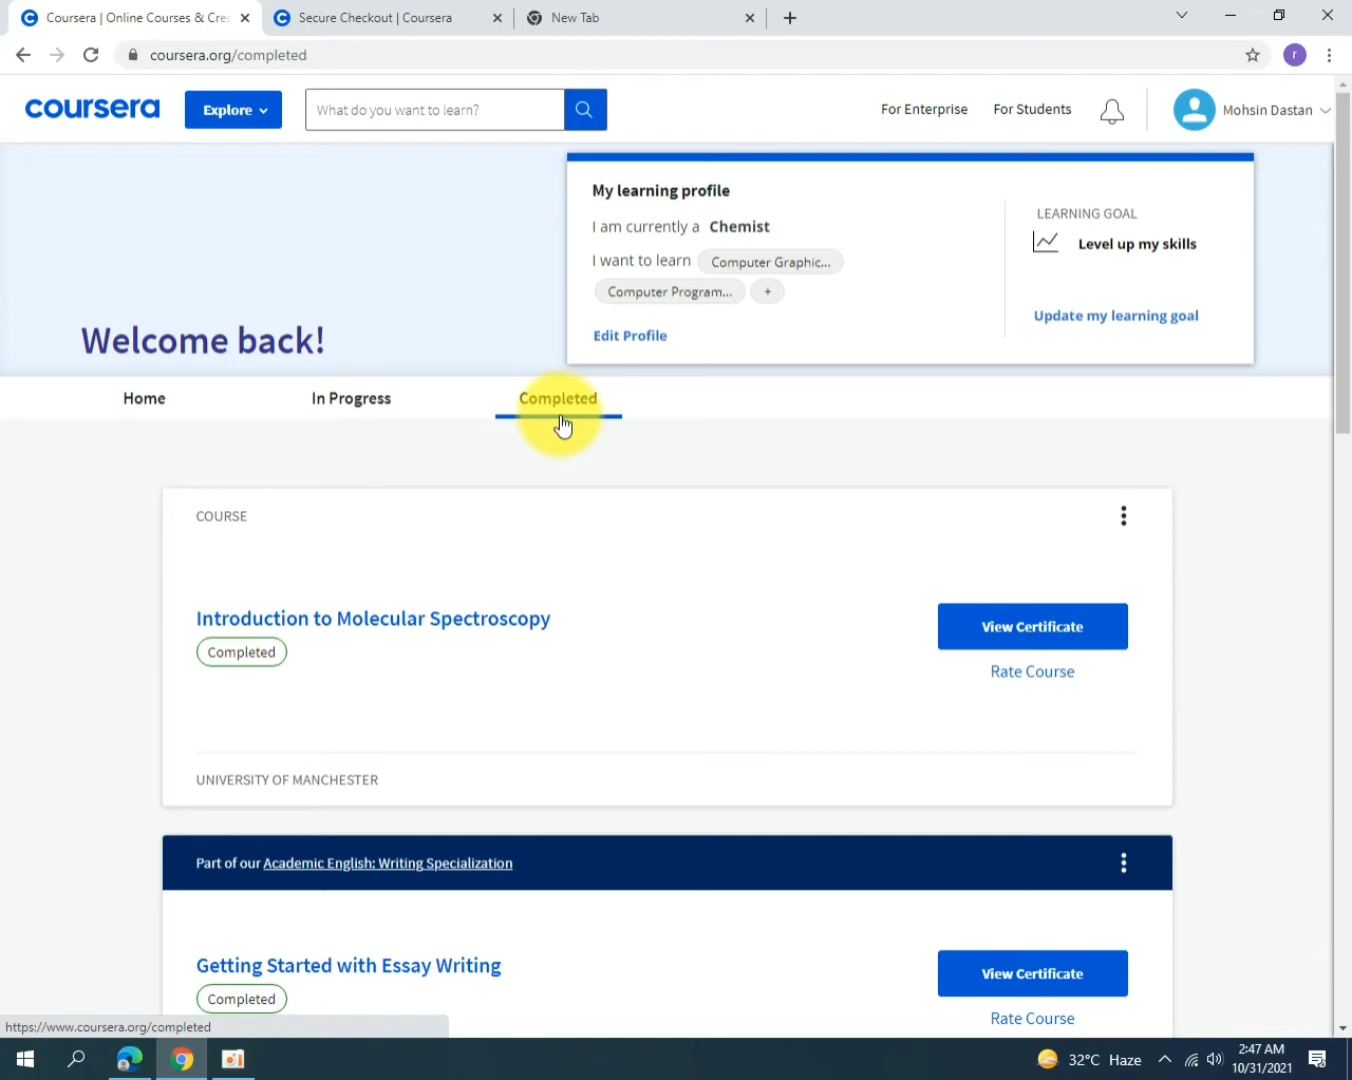 Coursera | Online Courses & Cre
Secure Checkout | Coursera
New Tab
coursera.org/completed
r
coursera
Explore
What do you want to learn?
For Enterprise
For Students
Mohsin Dastan
My learning profile
I am currently a Chemist
I want to learn Computer Graphic...
Computer Program... +
Edit Profile
LEARNING GOAL
Level up my skills
Update my learning goal
Welcome back!
Home
In Progress
Completed
COURSE
Introduction to Molecular Spectroscopy
Completed
View Certificate
Rate Course
UNIVERSITY OF MANCHESTER
Part of our Academic English: Writing Specialization
Getting Started with Essay Writing
Completed
View Certificate
Rate Course
https://www.coursera.org/completed
32°C Haze
2:47 AM
10/31/2021